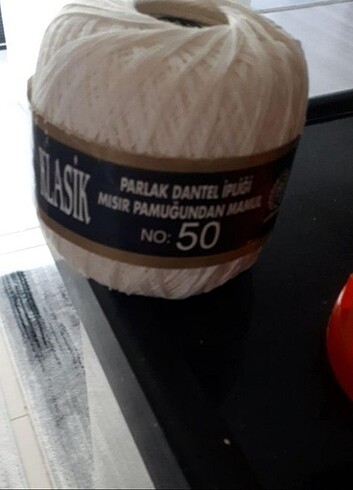 KLASİK
PARLAK DANTEL İPLİĞİ
MISIR PAMUĞUNDAN MAMUL
NO: 50